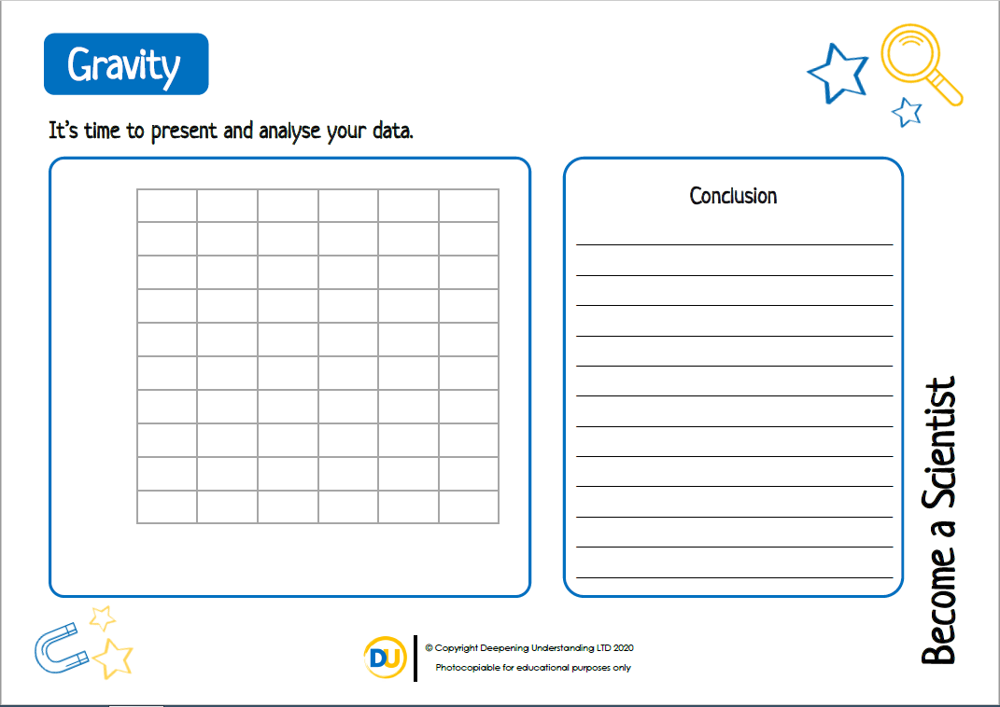 Gravity
It's time to present and analyse your data.
Conclusion
Become a Scientist
DU
© Copyright Deepening Understanding LTD 2020
Photocopiable for educational purposes only